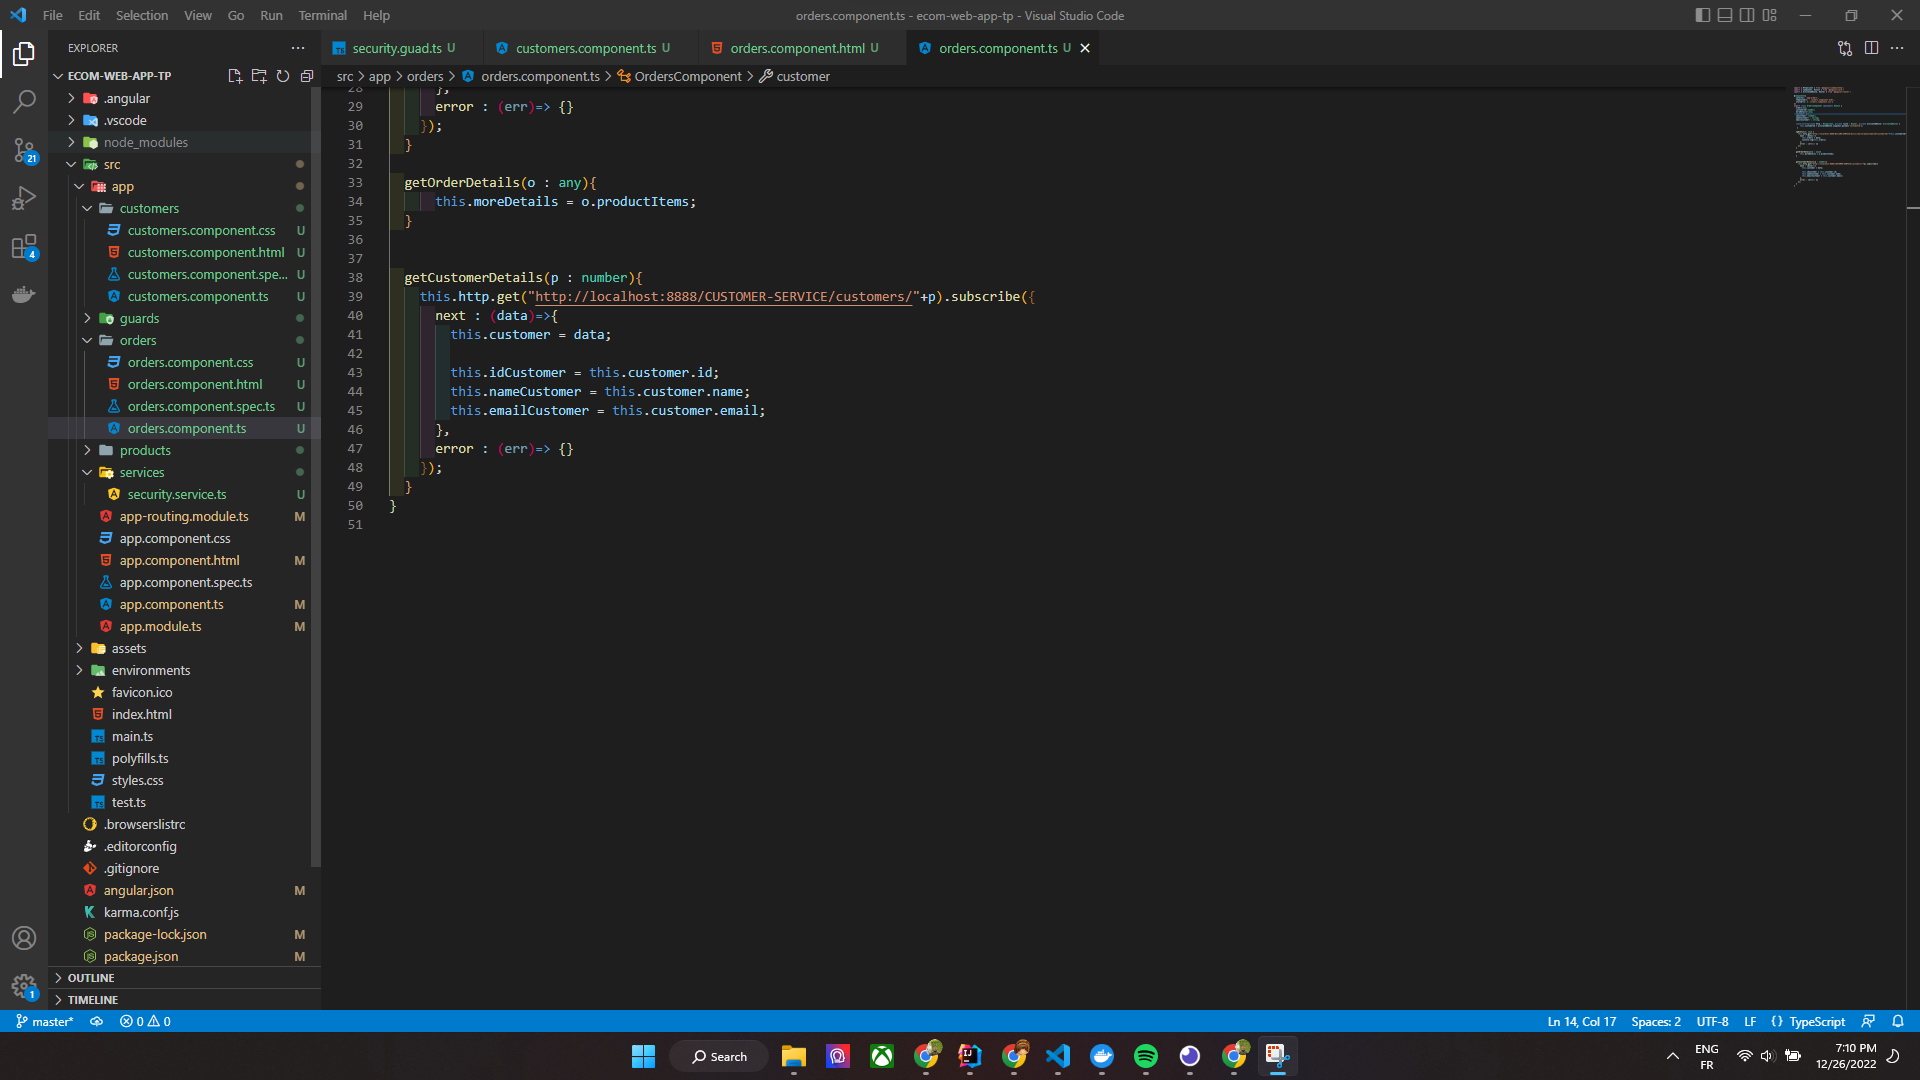 File Edit Selection View Go Run Terminal Help
orders.component.ts - ecom-web-app-tp - Visual Studio Code
EXPLORER
security.guad.ts U
customers.component.ts U
orders.component.html U
orders.component.ts U
src > app > orders > orders.component.ts > OrdersComponent > customer
ECOM-WEB-APP-TP
.angular
.vscode
node_modules
src
app
customers
customers.component.css U
customers.component.html U
customers.component.spe... U
customers.component.ts U
guards
orders
orders.component.css U
orders.component.html U
orders.component.spec.ts U
orders.component.ts U
products
services
security.service.ts U
app-routing.module.ts M
app.component.css
app.component.html M
app.component.spec.ts
app.component.ts M
app.module.ts M
assets
environments
favicon.ico
index.html
main.ts
polyfills.ts
styles.css
test.ts
.browserslistrc
.editorconfig
.gitignore
angular.json M
karma.conf.js
package-lock.json M
package.json M
OUTLINE
TIMELINE
21
4
1
28 },
29 error : (err)=> {}
30 });
31 }
32
33 getOrderDetails(o : any){
34 this.moreDetails = o.productItems;
35 }
36
37
38 getCustomerDetails(p : number){
39 this.http.get("http://localhost:8888/CUSTOMER-SERVICE/customers/"+p).subscribe({
40 next : (data)=>{
41 this.customer = data;
42
43 this.idCustomer = this.customer.id;
44 this.nameCustomer = this.customer.name;
45 this.emailCustomer = this.customer.email;
46 },
47 error : (err)=> {}
48 });
49 }
50 }
51
master* 0 0
Ln 14, Col 17 Spaces: 2 UTF-8 LF {} TypeScript
Search
ENG
FR
7:10 PM
12/26/2022